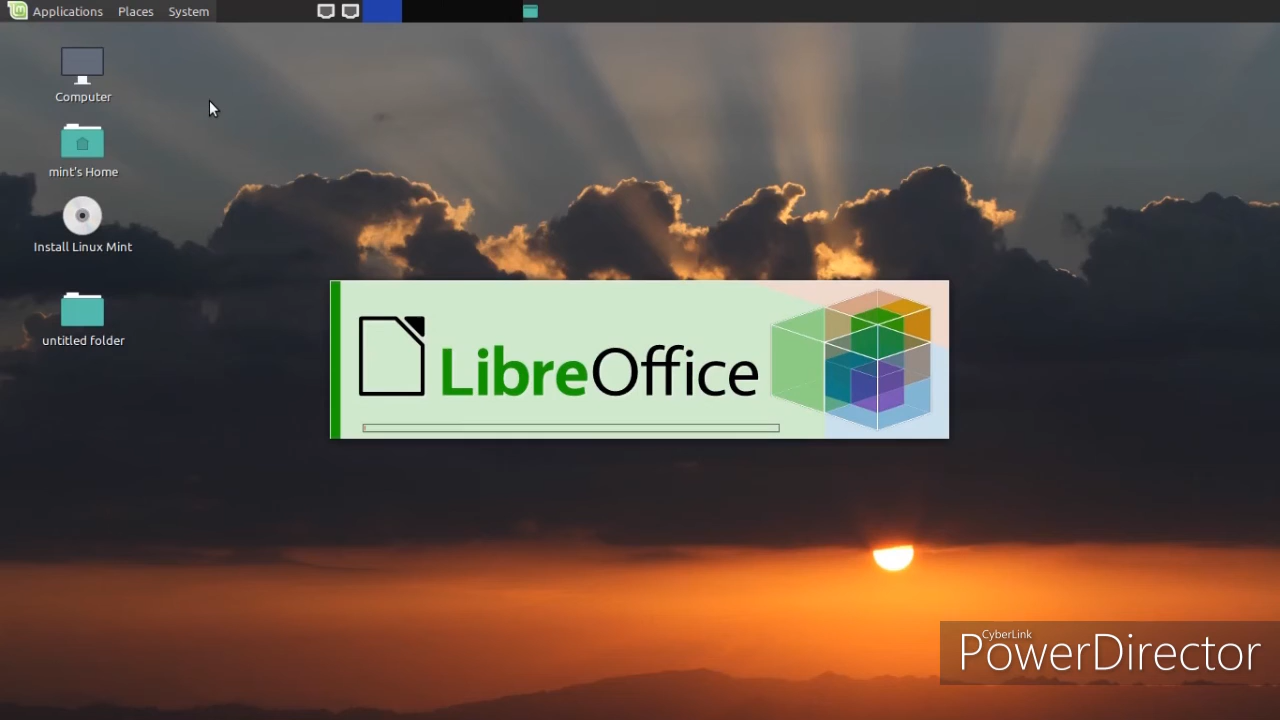 Applications Places System
Computer
mint's Home
Install Linux Mint
untitled folder
LibreOffice
CyberLink
PowerDirector